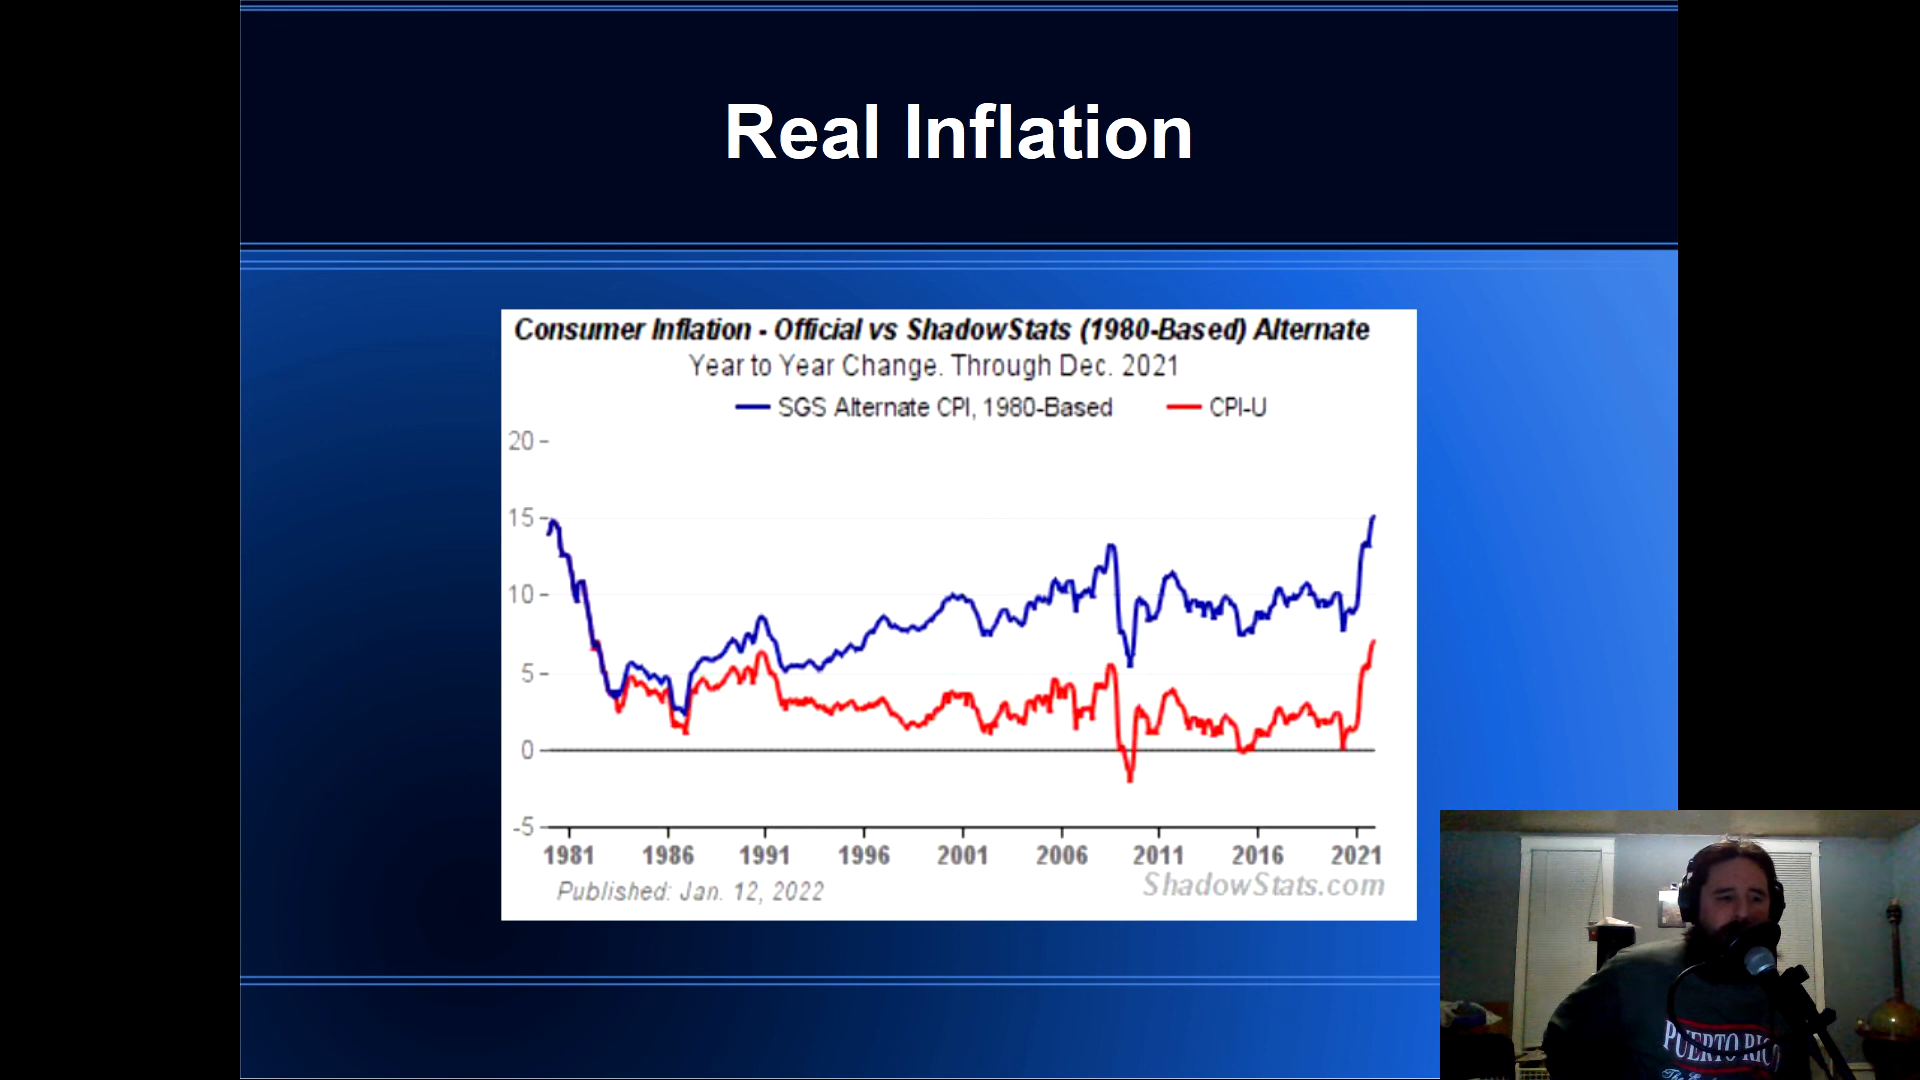 Real Inflation
Consumer Inflation - Official vs ShadowStats (1980-Based) Alternate
Year to Year Change. Through Dec. 2021
SGS Alternate CPI, 1980-Based CPI-U
20
15
10
5
0
-5
1981 1986 1991 1996 2001 2006 2011 2016 2021
Published: Jan. 12, 2022
ShadowStats.com
PUERTO RIC
The